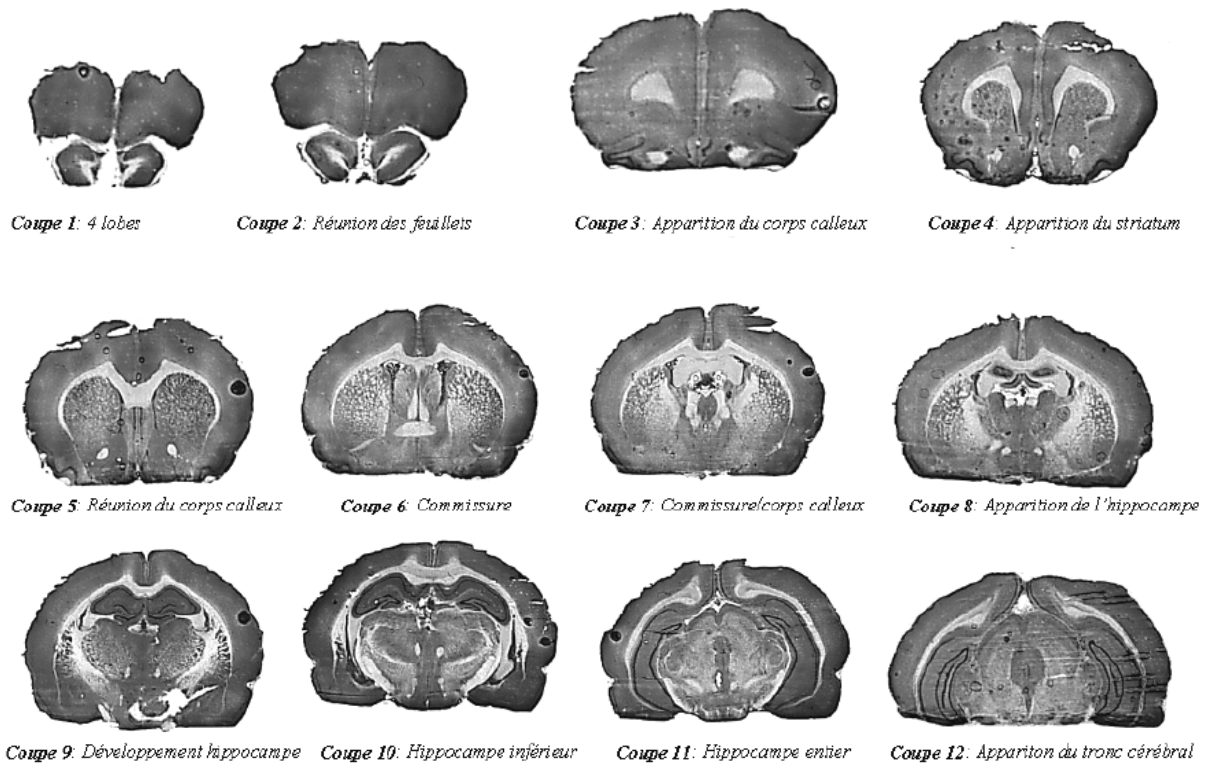 Coupe 1: 4 lobes
Coupe 2: Réunion des feuillets
Coupe 3: Apparition du corps calleux
Coupe 4: Apparition du striatum
Coupe 5: Réunion du corps calleux
Coupe 6: Commissure
Coupe 7: Commissure/corps calleux
Coupe 8: Apparition de l'hippocampe
Coupe 9: Développement hippocampe
Coupe 10: Hippocampe inférieur
Coupe 11: Hippocampe entier
Coupe 12: Appariton du tronc cérébral